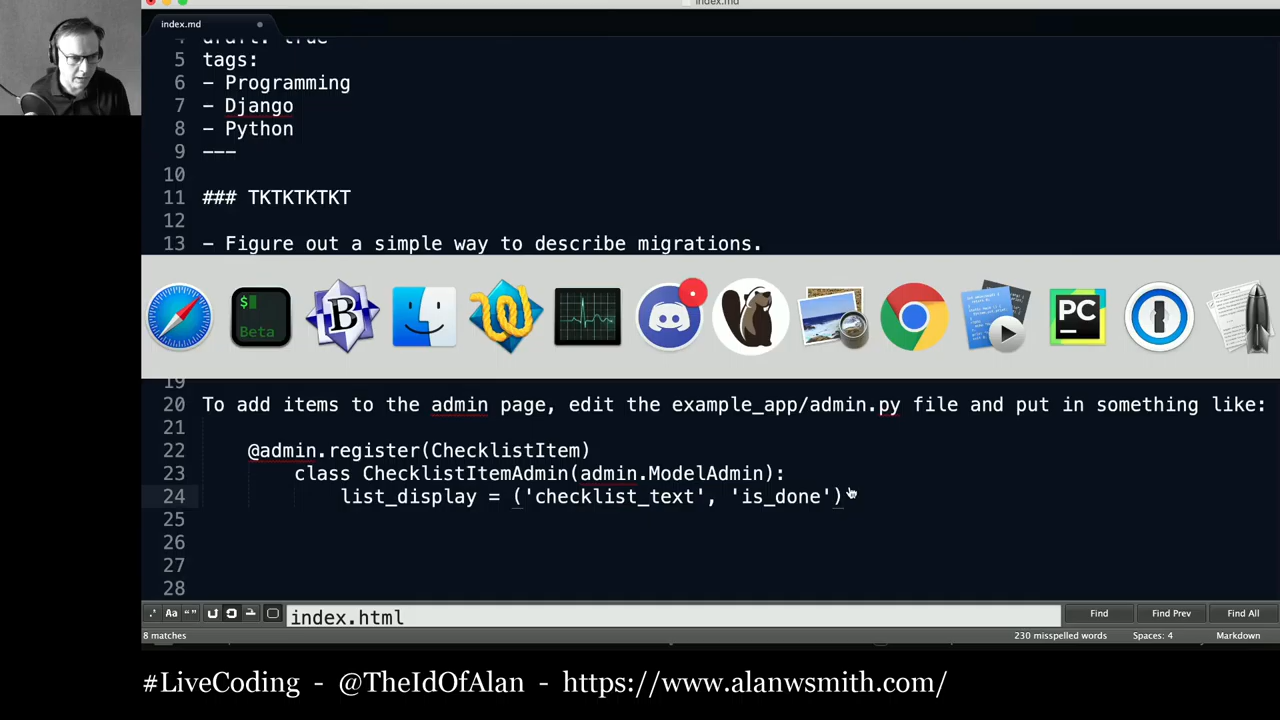 index.md
index.md
4 draft: true
5 tags:
6 - Programming
7 - Django
8 - Python
9 ---
10
11 ### TKTKTKTKT
12
13 - Figure out a simple way to describe migrations.
$
Beta
B
PC
19
20 To add items to the admin page, edit the example_app/admin.py file and put in something like:
21
22 @admin.register(ChecklistItem)
23 class ChecklistItemAdmin(admin.ModelAdmin):
24 list_display = ('checklist_text', 'is_done')
25
26
27
28
.* Aa “” index.html Find Find Prev Find All
8 matches 230 misspelled words Spaces: 4 Markdown
#LiveCoding - @TheIdOfAlan - https://www.alanwsmith.com/